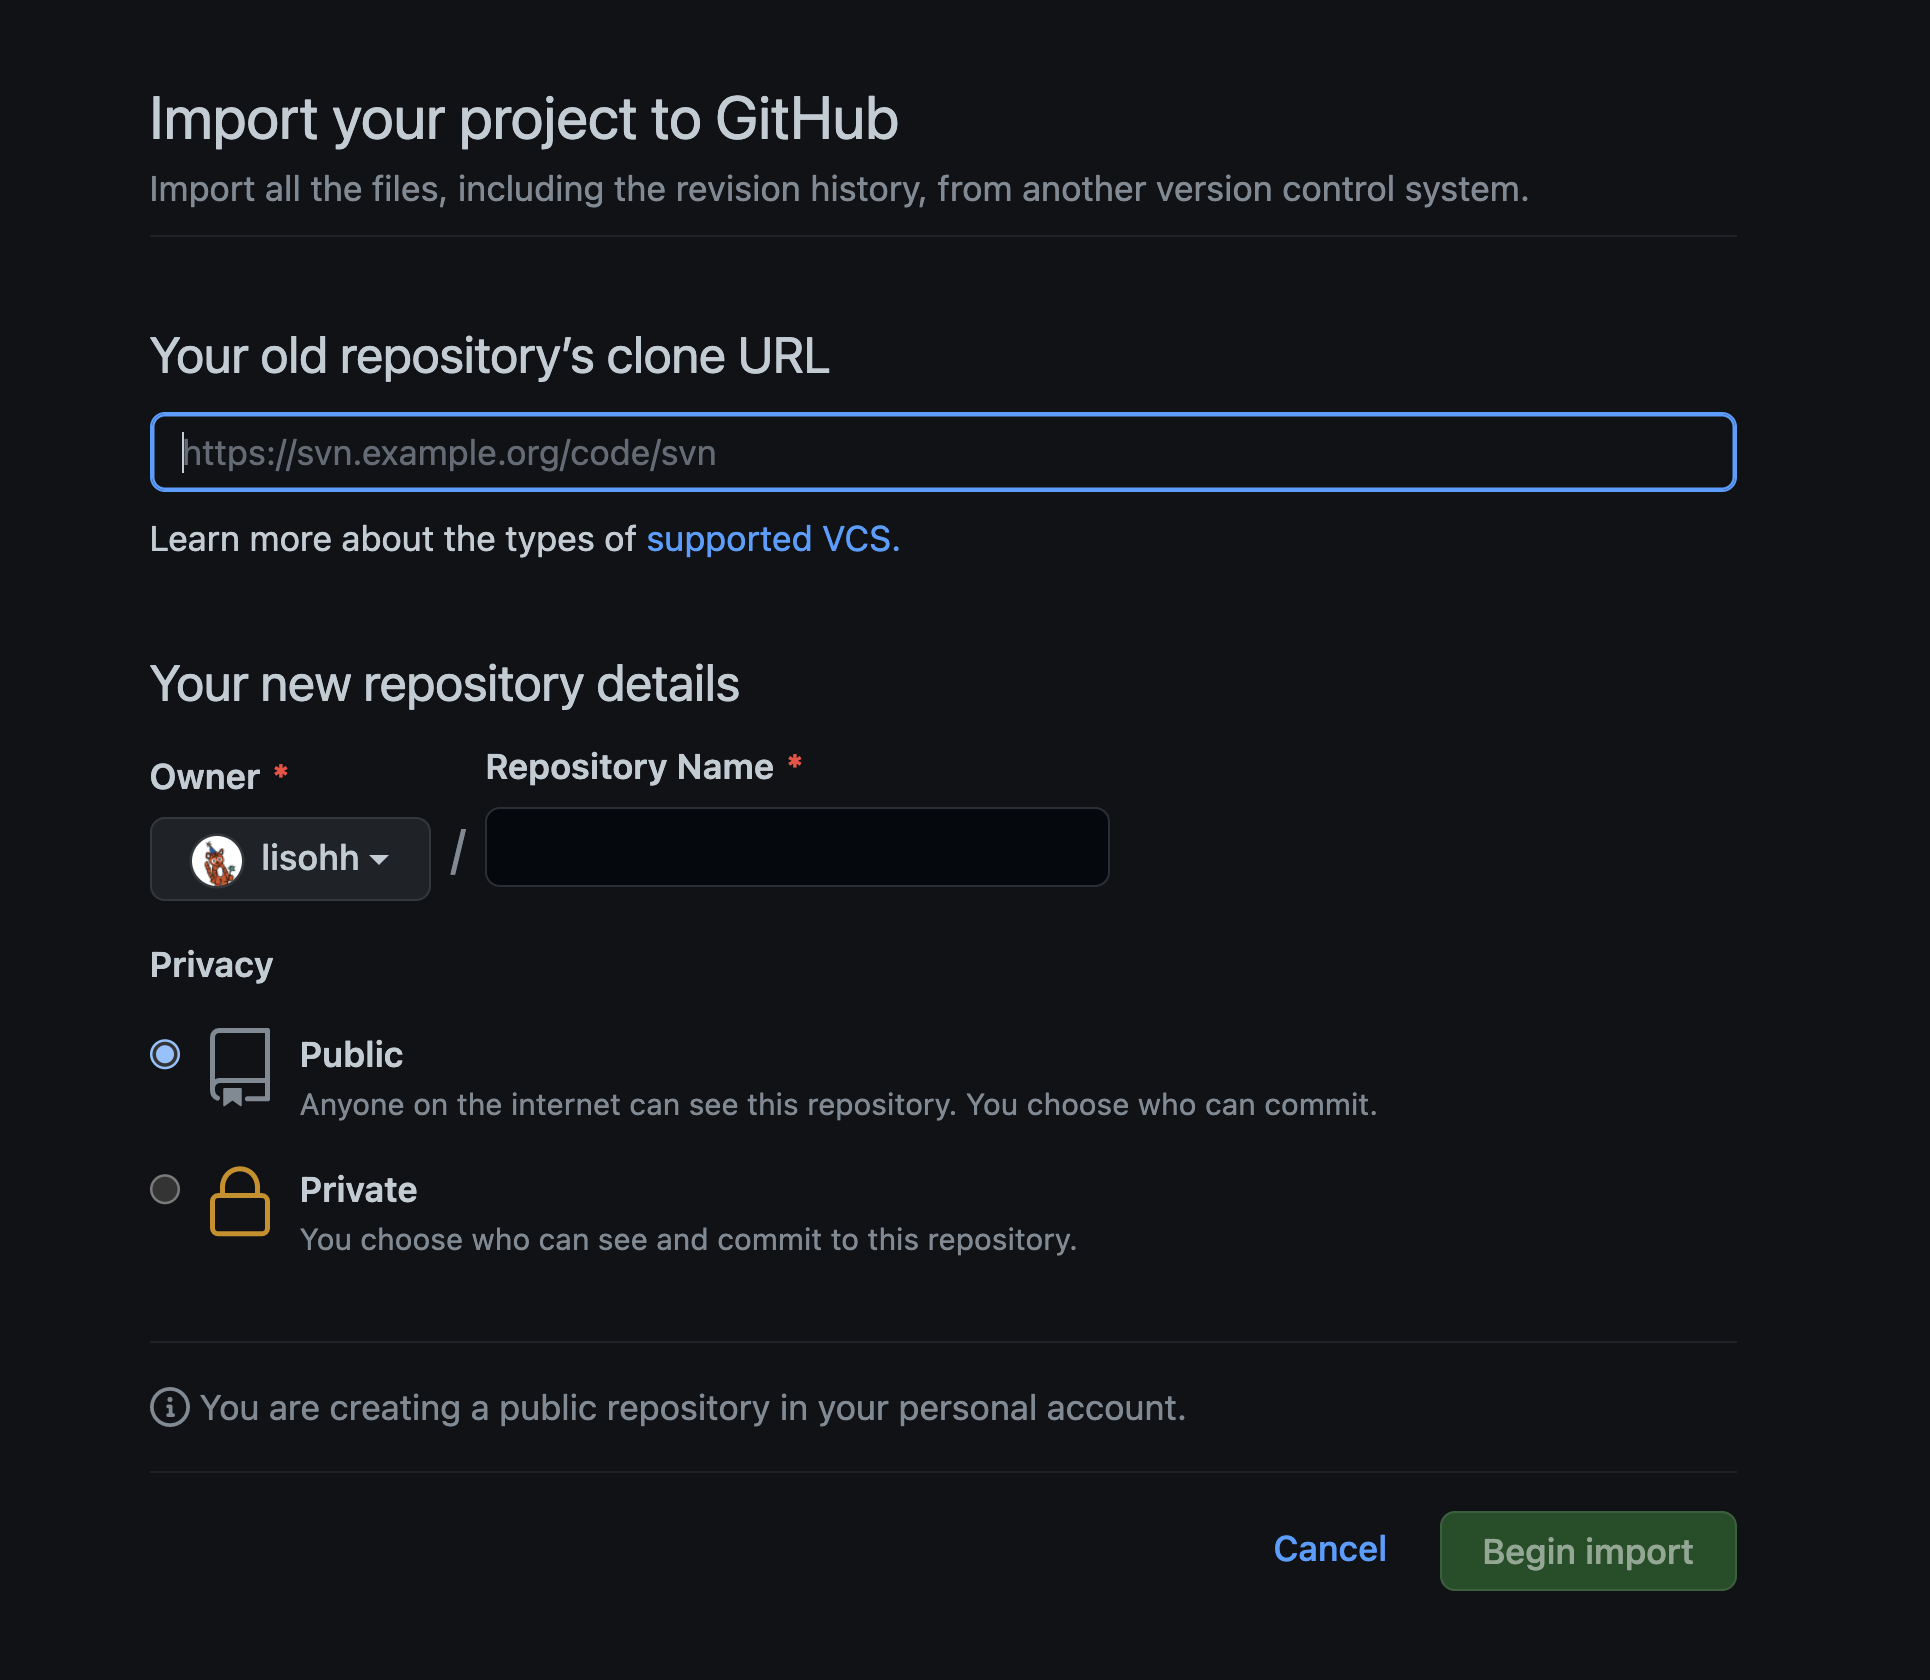 Import your project to GitHub
Import all the files, including the revision history, from another version control system.
Your old repository’s clone URL
https://svn.example.org/code/svn
Learn more about the types of supported VCS.
Your new repository details
Owner *
Repository Name *
lisohh
/
Privacy
Public
Anyone on the internet can see this repository. You choose who can commit.
Private
You choose who can see and commit to this repository.
You are creating a public repository in your personal account.
Cancel
Begin import